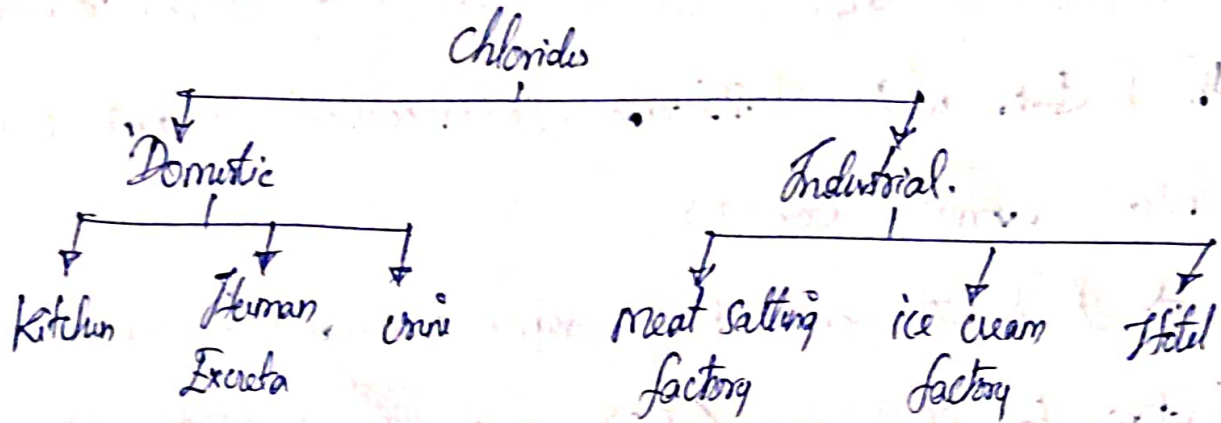 Chlorides
Domestic Industrial.
Kitchen Human urine meat salting ice cream Hotel
Excreta factory factory